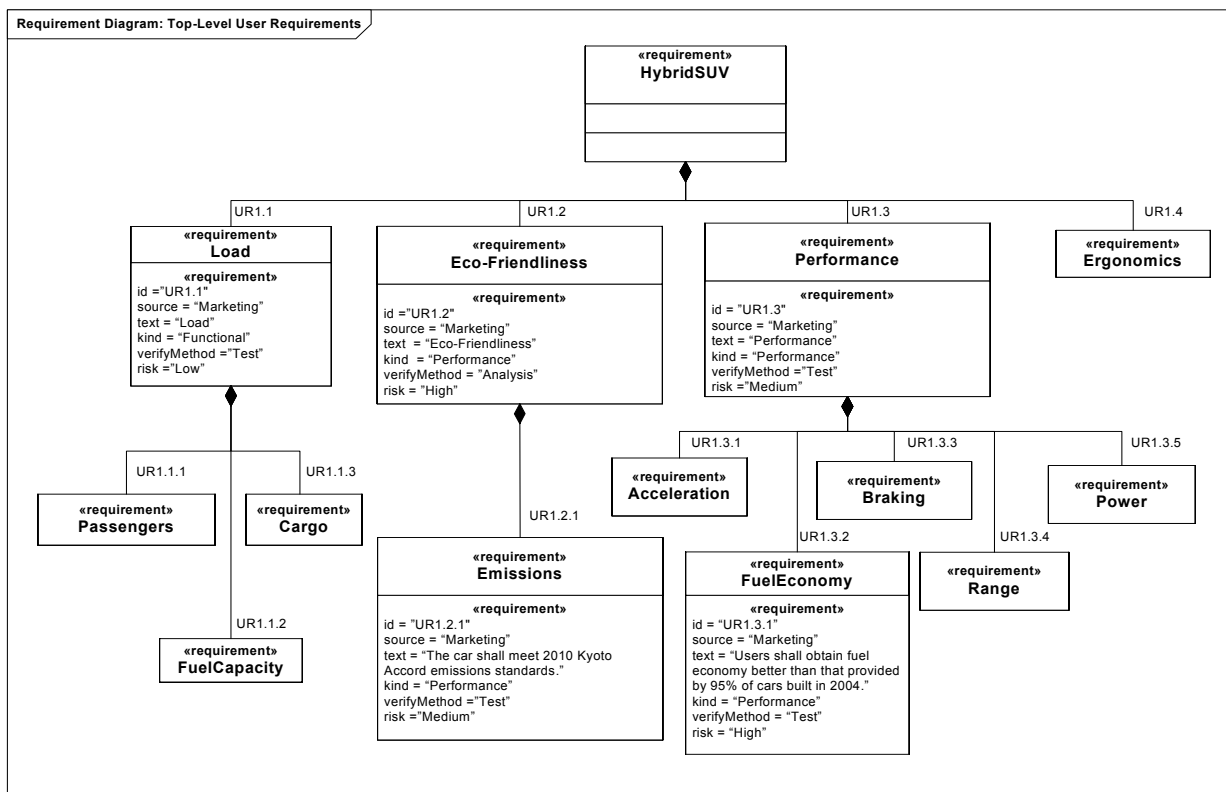 Requirement Diagram: Top-Level User Requirements
«requirement»
HybridSUV
UR1.1
UR1.2
UR1.3
UR1.4
«requirement»
Load
«requirement»
id ="UR1.1"
source = “Marketing”
text = “Load”
kind = “Functional”
verifyMethod =”Test”
risk =”Low”
«requirement»
Eco-Friendliness
«requirement»
id ="UR1.2"
source = “Marketing”
text = “Eco-Friendliness”
kind = “Performance”
verifyMethod = ”Analysis”
risk = ”High”
«requirement»
Performance
«requirement»
id = "UR1.3"
source = “Marketing”
text = “Performance”
kind = “Performance”
verifyMethod =”Test”
risk =”Medium”
«requirement»
Ergonomics
UR1.1.1
UR1.1.3
«requirement»
Passengers
«requirement»
Cargo
UR1.1.2
«requirement»
FuelCapacity
UR1.2.1
«requirement»
Emissions
«requirement»
id = "UR1.2.1"
source = “Marketing”
text = “The car shall meet 2010 Kyoto
Accord emissions standards.”
kind = “Performance”
verifyMethod =”Test”
risk =”Medium”
UR1.3.1
UR1.3.3
UR1.3.5
«requirement»
Acceleration
«requirement»
Braking
«requirement»
Power
UR1.3.2
UR1.3.4
«requirement»
FuelEconomy
«requirement»
id = “UR1.3.1”
source = “Marketing”
text = “Users shall obtain fuel
economy better than that provided
by 95% of cars built in 2004.”
kind = “Performance”
verifyMethod = “Test”
risk = “High”
«requirement»
Range